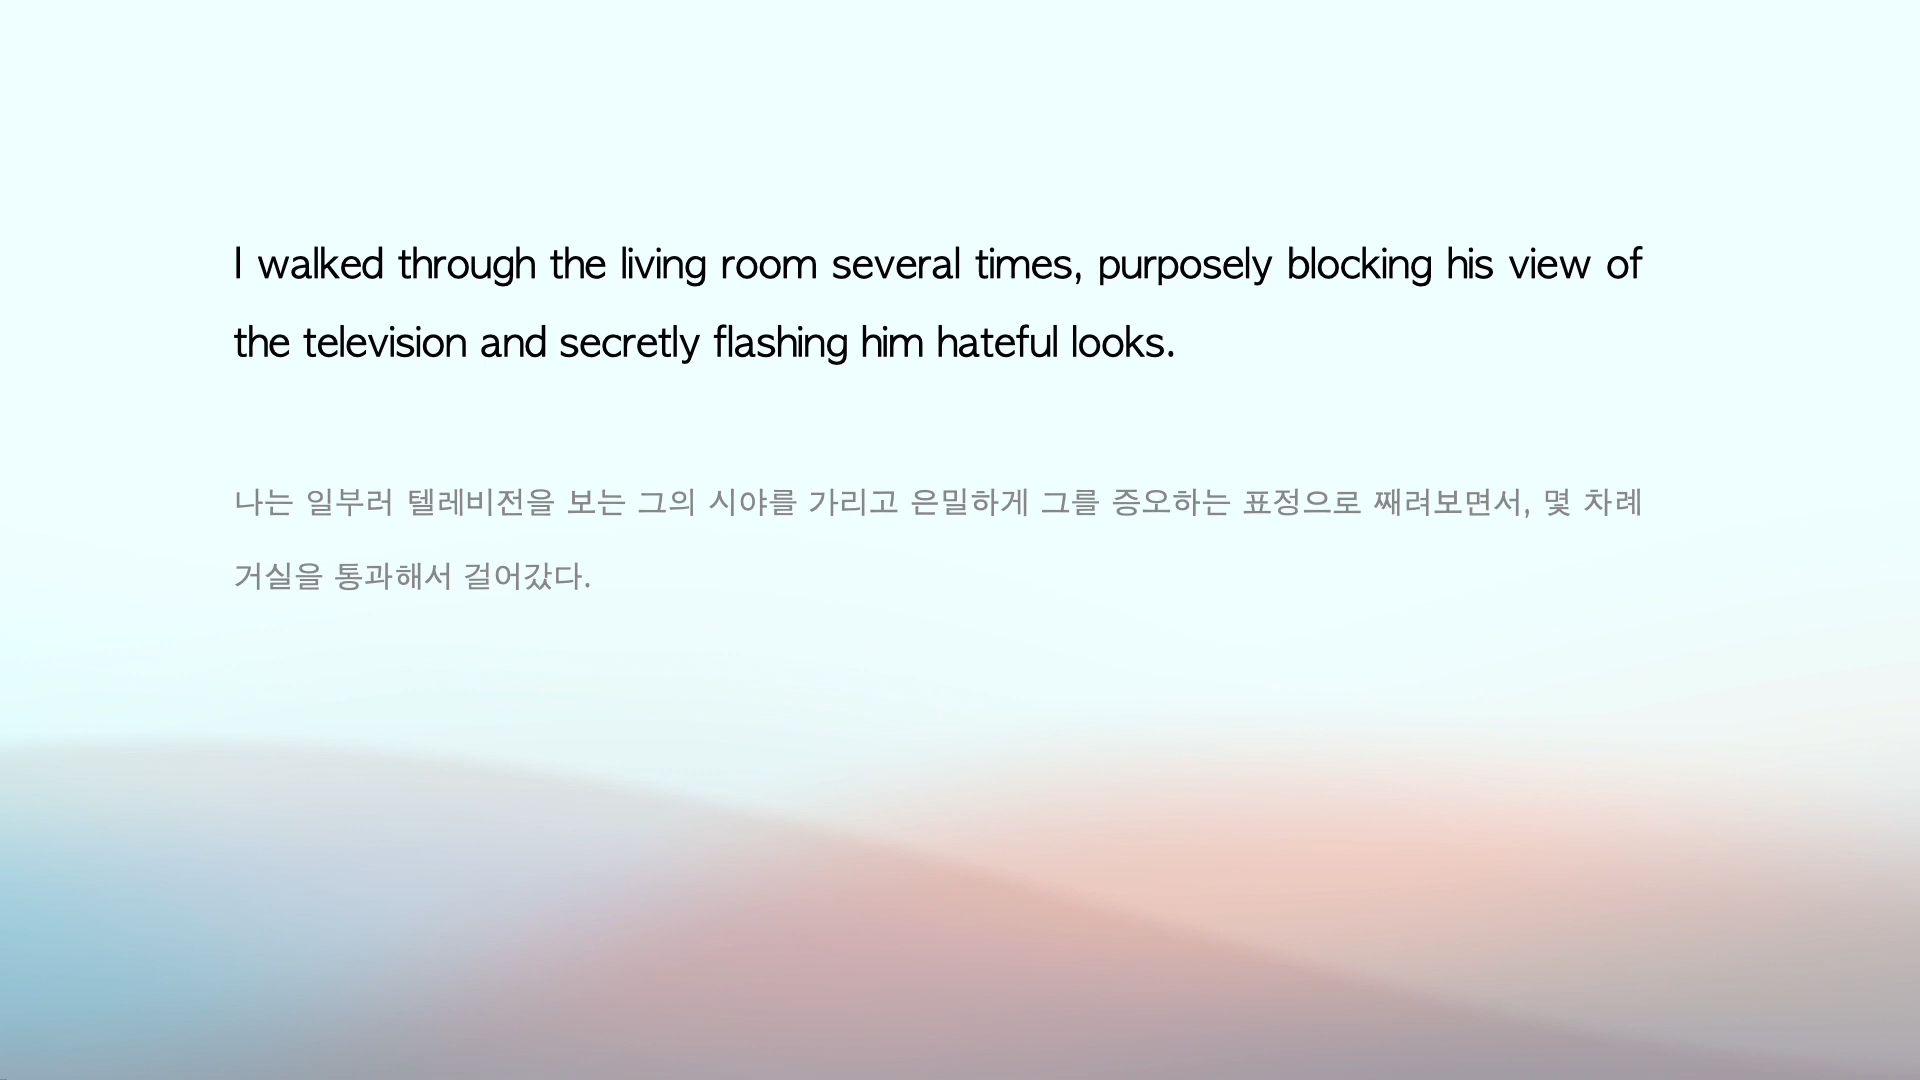 I walked through the living room several times, purposely blocking his view of
the television and secretly flashing him hateful looks.
나는 일부러 텔레비전을 보는 그의 시야를 가리고 은밀하게 그를 증오하는 표정으로 째려보면서, 몇 차례
거실을 통과해서 걸어갔다.